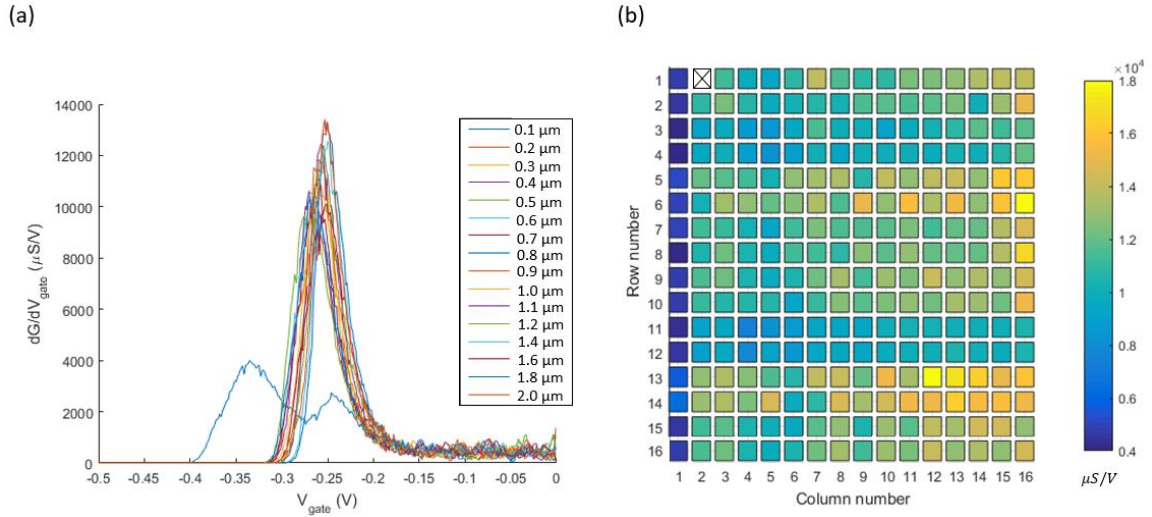 (a)
(b)
14000
12000
10000
8000
6000
4000
2000
0
dG/dVgate (μS/V)
-0.5 -0.45 -0.4 -0.35 -0.3 -0.25 -0.2 -0.15 -0.1 -0.05 0
Vgate (V)
0.1 μm
0.2 μm
0.3 μm
0.4 μm
0.5 μm
0.6 μm
0.7 μm
0.8 μm
0.9 μm
1.0 μm
1.1 μm
1.2 μm
1.4 μm
1.6 μm
1.8 μm
2.0 μm
Row number
1
2
3
4
5
6
7
8
9
10
11
12
13
14
15
16
1 2 3 4 5 6 7 8 9 10 11 12 13 14 15 16
Column number
×10⁴
1.8
1.6
1.4
1.2
1
0.8
0.6
0.4
μS/V